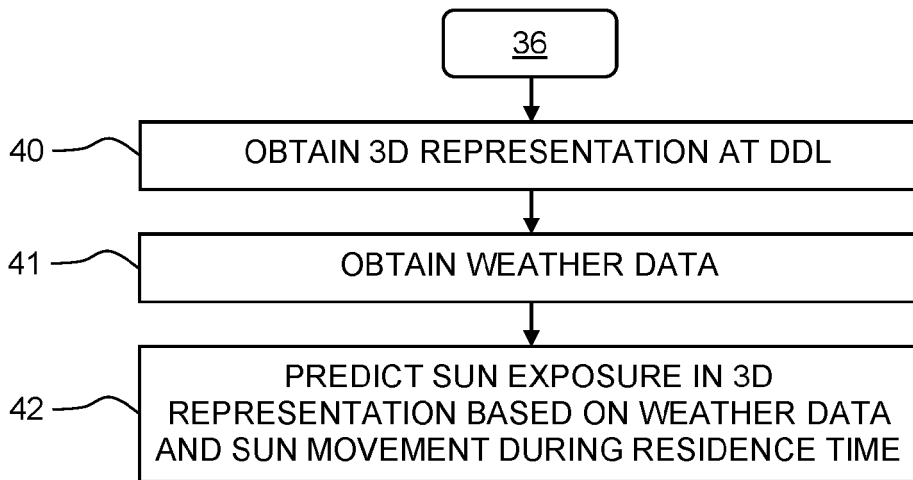 36
40
OBTAIN 3D REPRESENTATION AT DDL
41
OBTAIN WEATHER DATA
42
PREDICT SUN EXPOSURE IN 3D
REPRESENTATION BASED ON WEATHER DATA
AND SUN MOVEMENT DURING RESIDENCE TIME